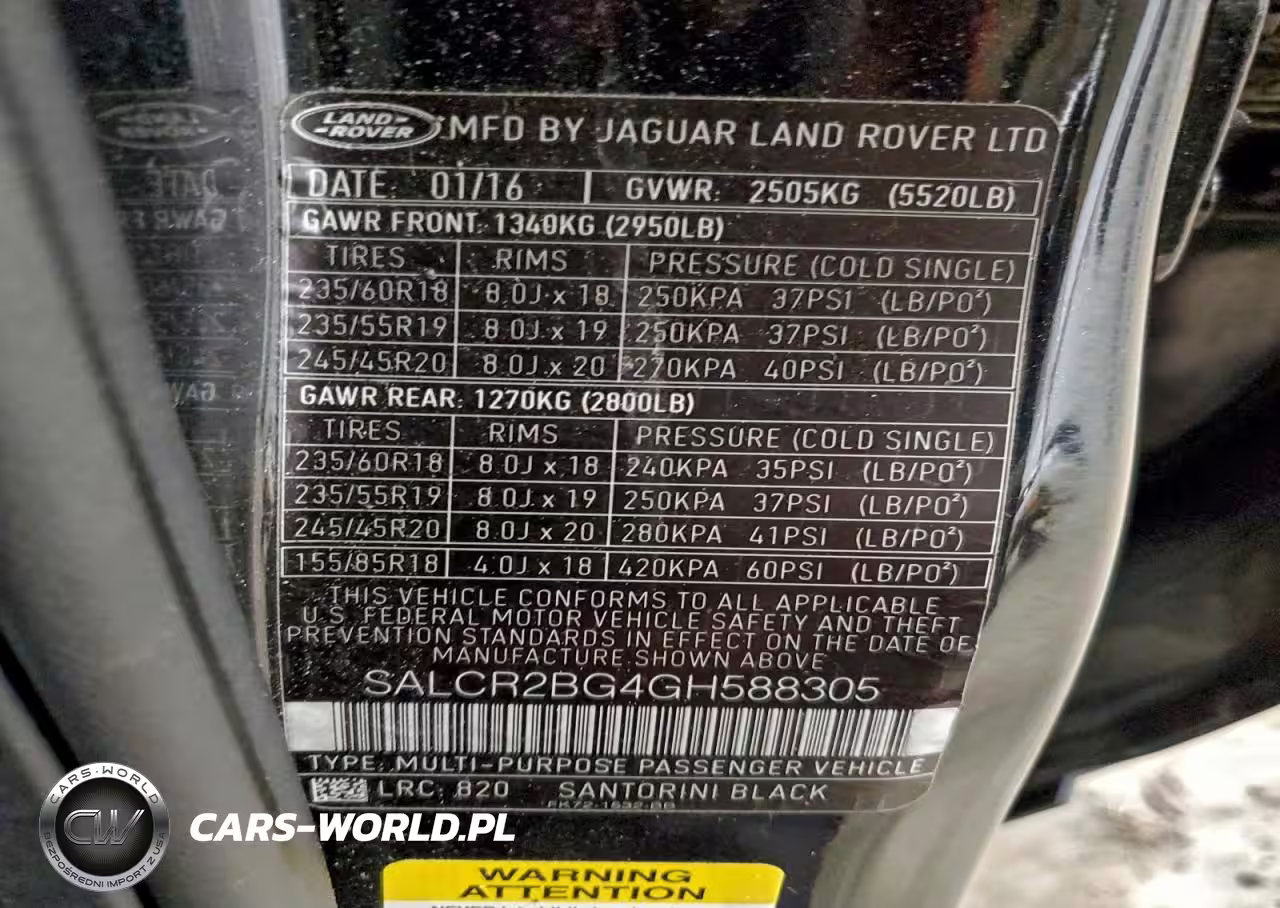 LAND-
-ROVER
MFD BY JAGUAR LAND ROVER LTD
DATE: 01/16 | GVWR: 2505KG (5520LB)
GAWR FRONT: 1340KG (2950LB)
TIRES RIMS PRESSURE (COLD SINGLE)
235/60R18 8.0J x 18 250KPA 37PSI (LB/PO²)
235/55R19 8.0J x 19 250KPA 37PSI (LB/PO²)
245/45R20 8.0J x 20 270KPA 40PSI (LB/PO²)
GAWR REAR: 1270KG (2800LB)
TIRES RIMS PRESSURE (COLD SINGLE)
235/60R18 8.0J x 18 240KPA 35PSI (LB/PO²)
235/55R19 8.0J x 19 250KPA 37PSI (LB/PO²)
245/45R20 8.0J x 20 280KPA 41PSI (LB/PO²)
155/85R18 4.0J x 18 420KPA 60PSI (LB/PO²)
THIS VEHICLE CONFORMS TO ALL APPLICABLE
U.S. FEDERAL MOTOR VEHICLE SAFETY AND THEFT
PREVENTION STANDARDS IN EFFECT ON THE DATE OF
MANUFACTURE SHOWN ABOVE
SALCR2BG4GH588305
TYPE: MULTI-PURPOSE PASSENGER VEHICLE
LRC: 820 SANTORINI BLACK
CARS-WORLD
CW
BEZPOŚREDNI IMPORT Z USA
CARS-WORLD.PL
WARNING
ATTENTION